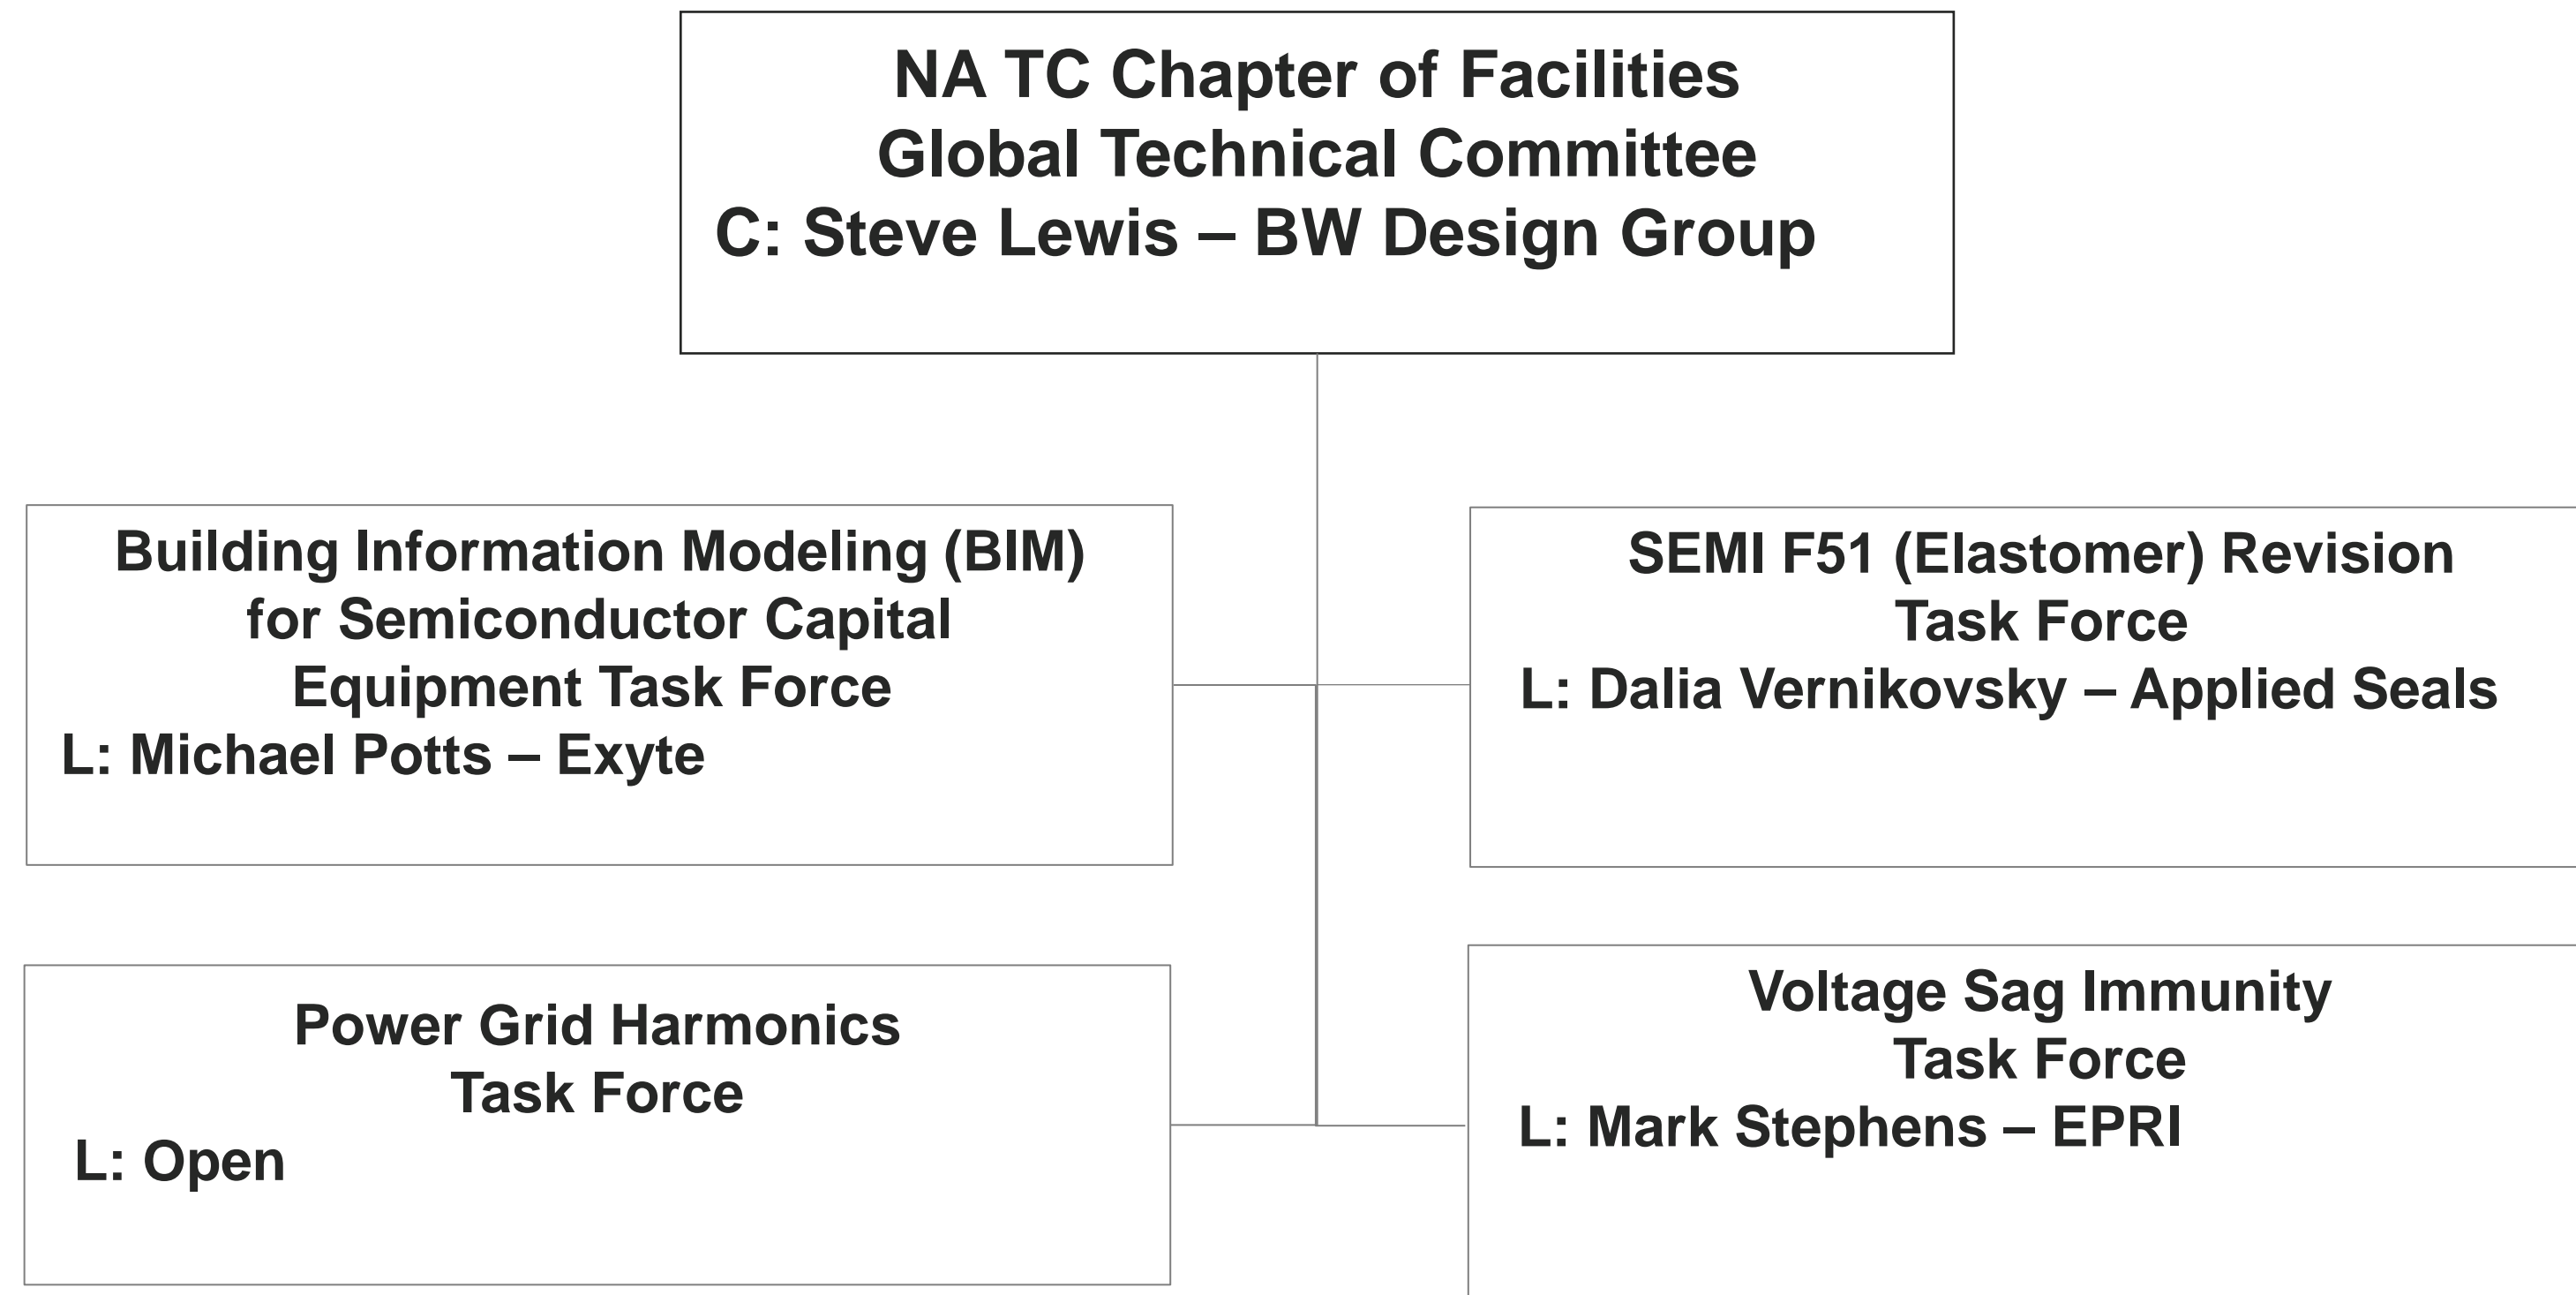 NA TC Chapter of Facilities
Global Technical Committee
C: Steve Lewis – BW Design Group
Building Information Modeling (BIM)
for Semiconductor Capital
Equipment Task Force
L: Michael Potts – Exyte
SEMI F51 (Elastomer) Revision
Task Force
L: Dalia Vernikovsky – Applied Seals
Power Grid Harmonics
Task Force
L: Open
Voltage Sag Immunity
Task Force
L: Mark Stephens – EPRI